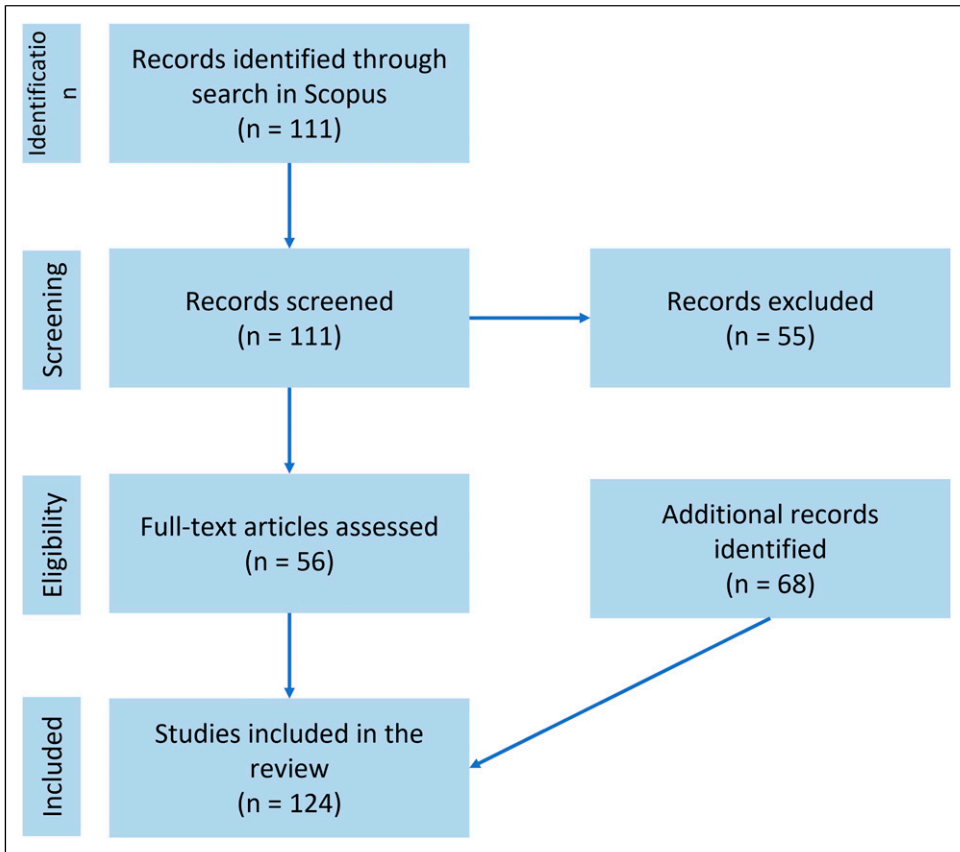 Identificatio
n
Records identified through
search in Scopus
(n = 111)
Screening
Records screened
(n = 111)
Records excluded
(n = 55)
Eligibility
Full-text articles assessed
(n = 56)
Additional records
identified
(n = 68)
Included
Studies included in the
review
(n = 124)